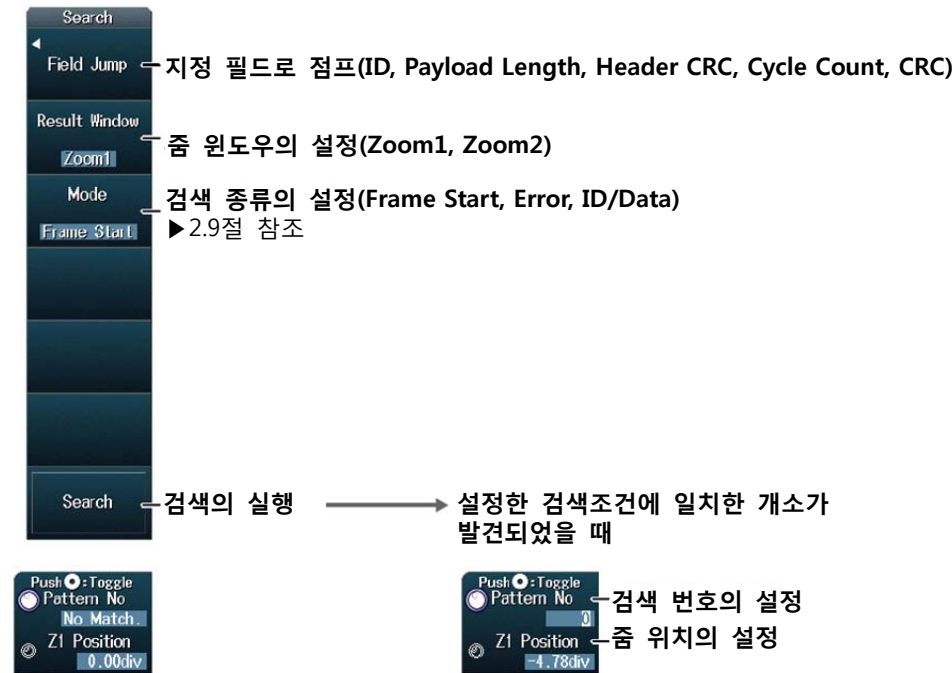 Search
Field Jump
지정 필드로 점프(ID, Payload Length, Header CRC, Cycle Count, CRC)
Result Window
Zoom1
줌 윈도우의 설정(Zoom1, Zoom2)
Mode
Frame Start
검색 종류의 설정(Frame Start, Error, ID/Data)
▶2.9절 참조
Search
검색의 실행
설정한 검색조건에 일치한 개소가
발견되었을 때
Push :Toggle
Pattern No
No Match.
Z1 Position
0.00div
Push :Toggle
Pattern No
0
Z1 Position
-4.78div
검색 번호의 설정
줌 위치의 설정